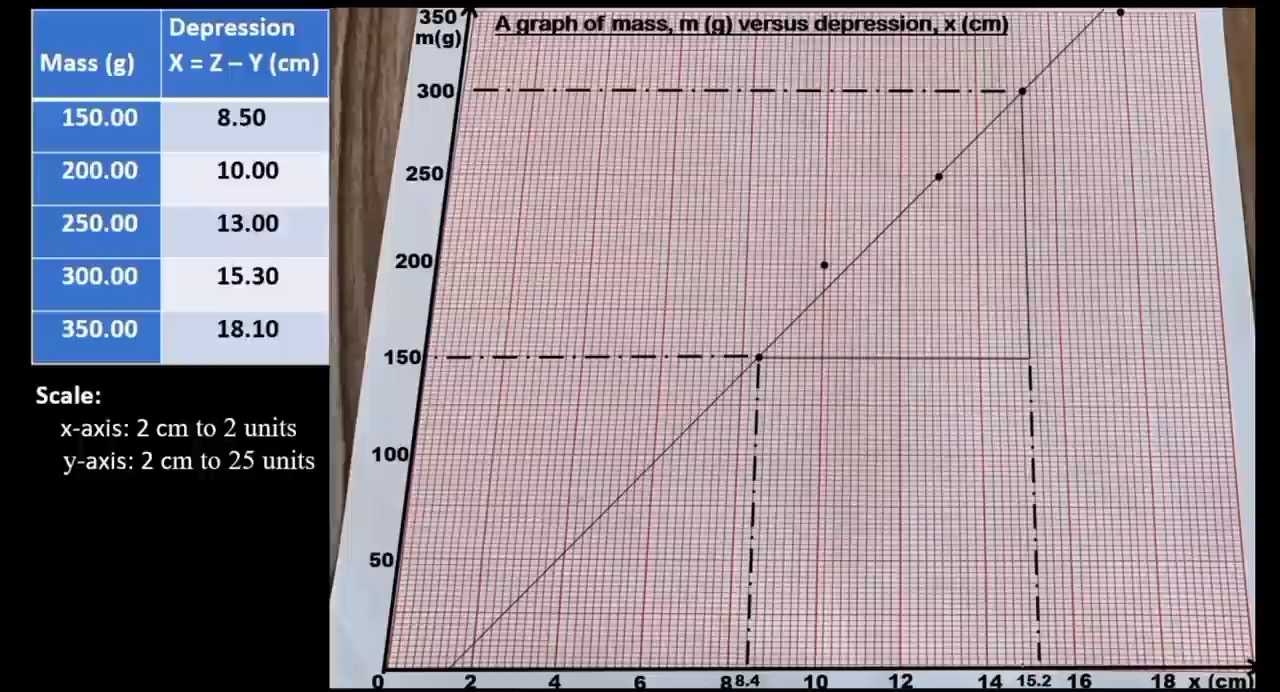 Mass (g) Depression X = Z – Y (cm)
150.00 8.50
200.00 10.00
250.00 13.00
300.00 15.30
350.00 18.10
Scale:
x-axis: 2 cm to 2 units
y-axis: 2 cm to 25 units
A graph of mass, m (g) versus depression, x (cm)
350
m(g)
300
250
200
150
100
50
0 2 4 6 8 8.4 10 12 14 15.2 16 18 x (cm)